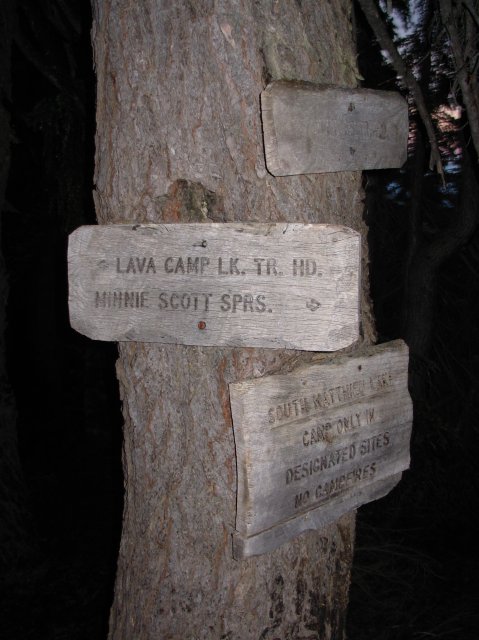 LAVA CAMP LK. TR. HD.
MINNIE SCOTT SPRS.
SOUTH MATTHIEU LAKE
CAMP ONLY IN
DESIGNATED SITES
NO CAMPFIRES